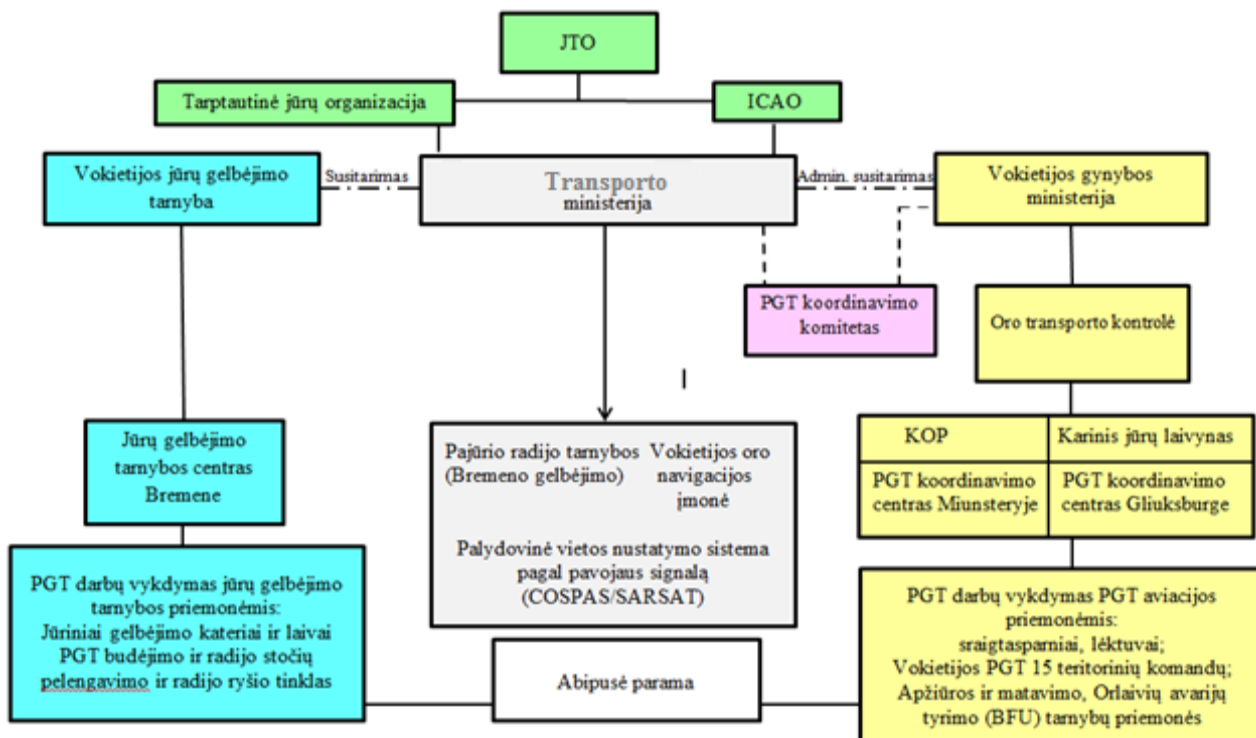 JTO
Tarptautinė jūrų organizacija
ICAO
Vokietijos jūrų gelbėjimo
tarnyba
Susitarimas
Transporto
ministerija
Admin. susitarimas
Vokietijos gynybos
ministerija
PGT koordinavimo
komitetas
Oro transporto kontrolė
Jūrų gelbėjimo
tarnybos centras
Bremene
Pajūrio radijo tarnybos
(Bremeno gelbėjimo)
Vokietijos oro
navigacijos
įmonė
Palydovinė vietos nustatymo sistema
pagal pavojaus signalą
(COSPAS/SARSAT)
KOP
Karinis jūrų laivynas
PGT koordinavimo
centras Miunsteryje
PGT koordinavimo
centras Gliuksburge
PGT darbų vykdymas jūrų gelbėjimo
tarnybos priemonėmis:
Jūriniai gelbėjimo kateriai ir laivai
PGT budėjimo ir radijo stočių
pelengavimo ir radijo ryšio tinklas
Abipusė parama
PGT darbų vykdymas PGT aviacijos
priemonėmis:
sraigtasparniai, lėktuvai;
Vokietijos PGT 15 teritorinių komandų;
Apžiūros ir matavimo, Orlaivių avarijų
tyrimo (BFU) tarnybų priemonės